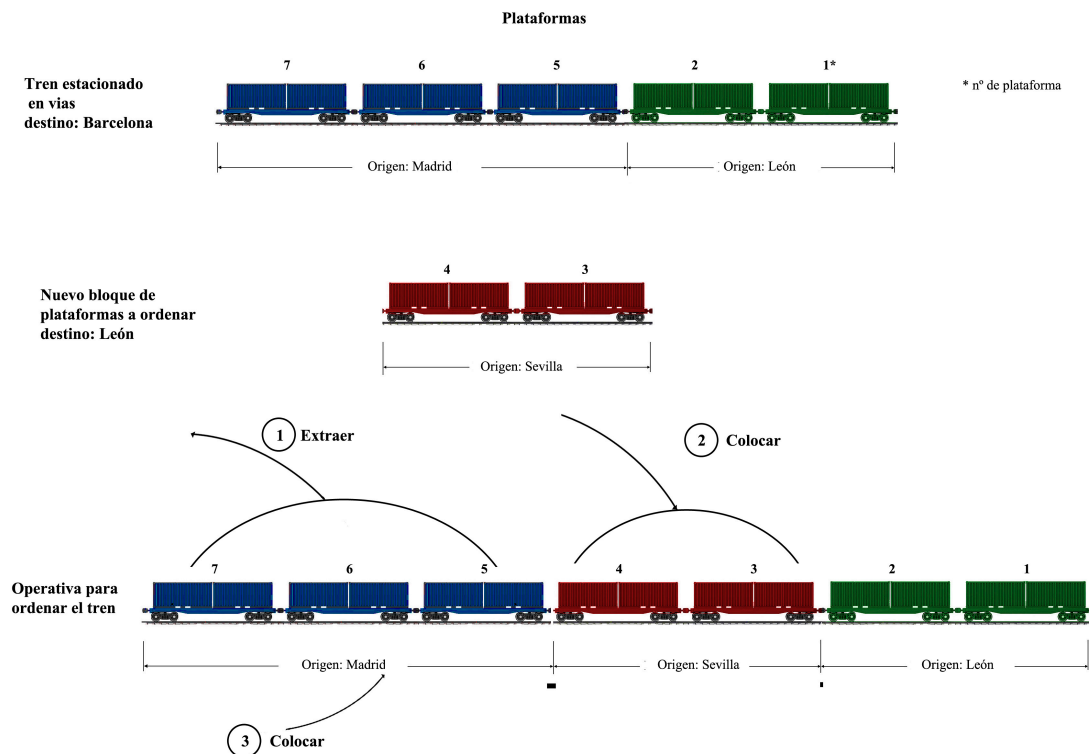 Plataformas
7 6 5 2 1*
Tren estacionado
en vias
destino: Barcelona
* nº de plataforma
Origen: Madrid Origen: León
4 3
Nuevo bloque de
plataformas a ordenar
destino: León
Origen: Sevilla
1 Extraer
2 Colocar
7 6 5 4 3 2 1
Operativa para
ordenar el tren
Origen: Madrid Origen: Sevilla Origen: León
3 Colocar